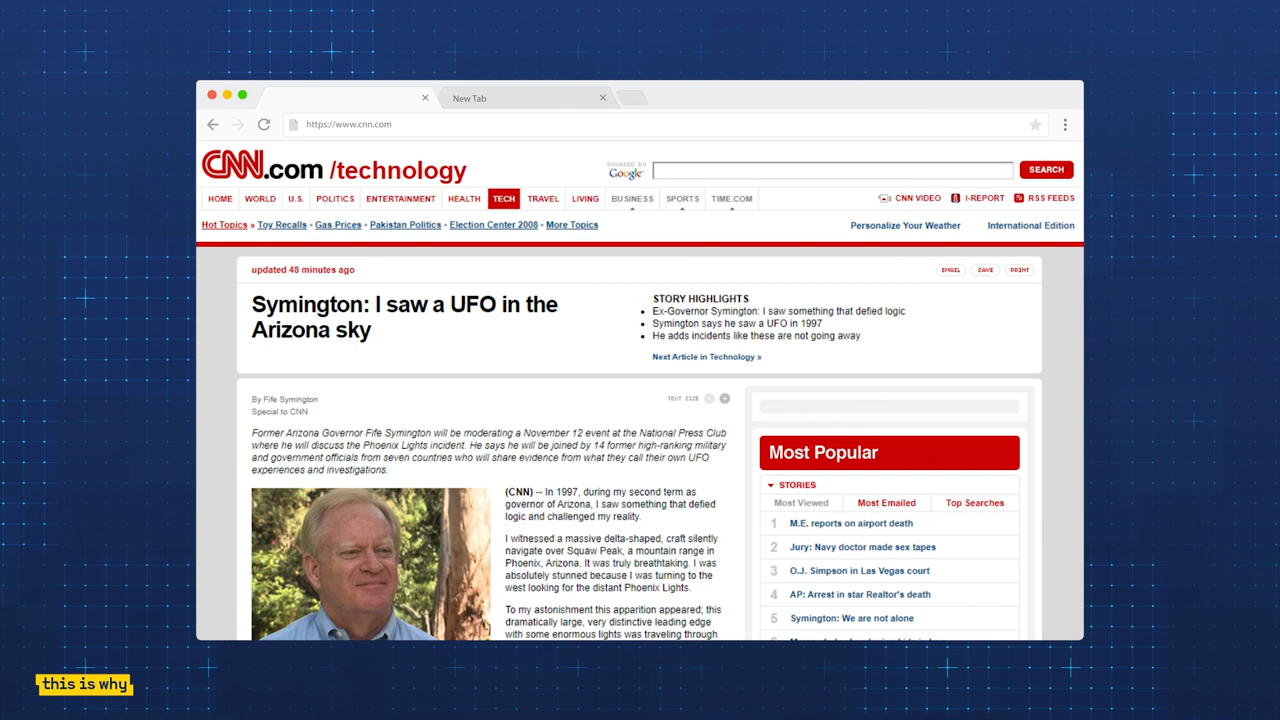 New Tab
https://www.cnn.com
CNN.com /technology
POWERED BY
Google
SEARCH
HOME WORLD U.S. POLITICS ENTERTAINMENT HEALTH TECH TRAVEL LIVING BUSINESS SPORTS TIME.COM
CNN VIDEO I-REPORT RSS FEEDS
Hot Topics » Toy Recalls • Gas Prices • Pakistan Politics • Election Center 2008 • More Topics
Personalize Your Weather International Edition
updated 48 minutes ago
EMAIL SAVE PRINT
Symington: I saw a UFO in the
Arizona sky
STORY HIGHLIGHTS
• Ex-Governor Symington: I saw something that defied logic
• Symington says he saw a UFO in 1997
• He adds incidents like these are not going away
Next Article in Technology »
By Fife Symington
Special to CNN
TEXT SIZE
Former Arizona Governor Fife Symington will be moderating a November 12 event at the National Press Club
where he will discuss the Phoenix Lights incident. He says he will be joined by 14 former high-ranking military
and government officials from seven countries who will share evidence from what they call their own UFO
experiences and investigations.
(CNN) -- In 1997, during my second term as
governor of Arizona, I saw something that defied
logic and challenged my reality.
I witnessed a massive delta-shaped, craft silently
navigate over Squaw Peak, a mountain range in
Phoenix, Arizona. It was truly breathtaking. I was
absolutely stunned because I was turning to the
west looking for the distant Phoenix Lights.
To my astonishment this apparition appeared; this
dramatically large, very distinctive leading edge
with some enormous lights was traveling through
Most Popular
STORIES
Most Viewed Most Emailed Top Searches
1 M.E. reports on airport death
2 Jury: Navy doctor made sex tapes
3 O.J. Simpson in Las Vegas court
4 AP: Arrest in star Realtor's death
5 Symington: We are not alone
this is why